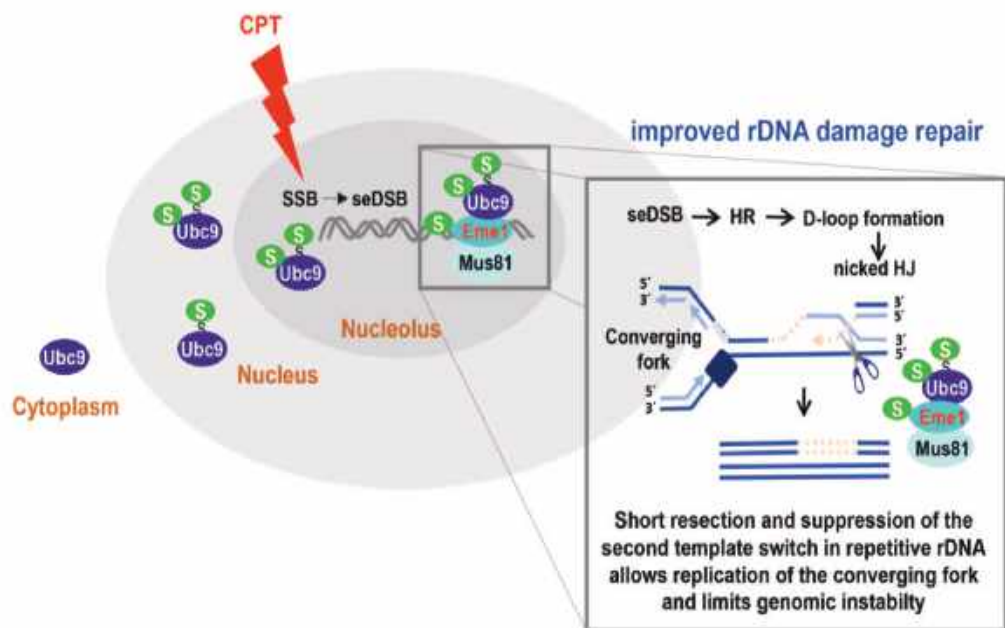 CPT
improved rDNA damage repair
S
S
Ubc9
SSB → seDSB
S
S
Ubc9
S
S
Ubc9
S
Eme1
Mus81
Nucleolus
S
Ubc9
Nucleus
Ubc9
Cytoplasm
seDSB → HR → D-loop formation
nicked HJ
5′
3′
3′
5′
Converging
fork
3′
5′
5′
3′
S
S
Ubc9
S
Eme1
Mus81
Short resection and suppression of the
second template switch in repetitive rDNA
allows replication of the converging fork
and limits genomic instabilty